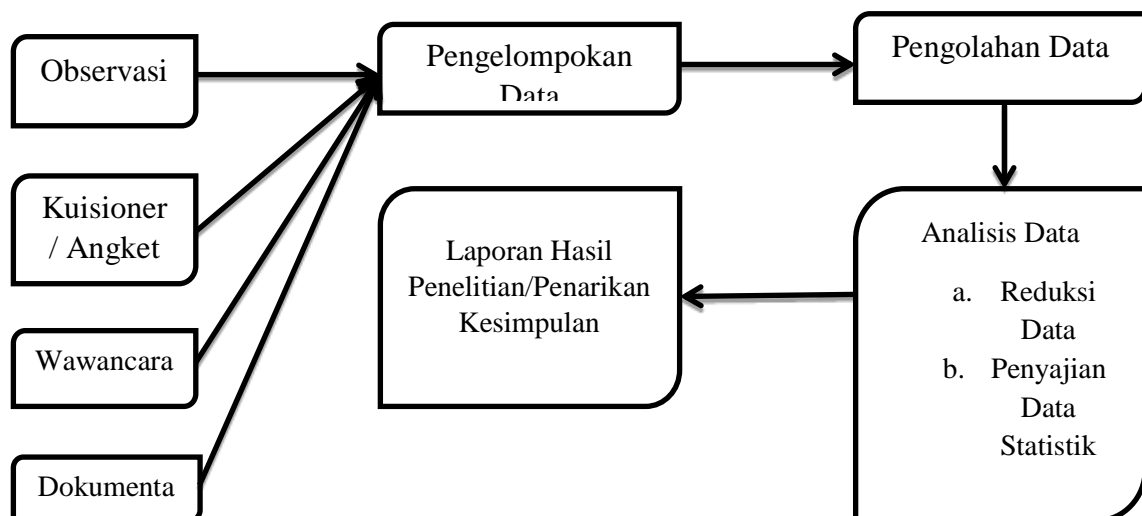 Observasi
Pengelompokan
Data
Pengolahan Data
Kuisioner
/ Angket
Wawancara
Dokumenta
Laporan Hasil
Penelitian/Penarikan
Kesimpulan
Analisis Data
a. Reduksi
Data
b. Penyajian
Data
Statistik